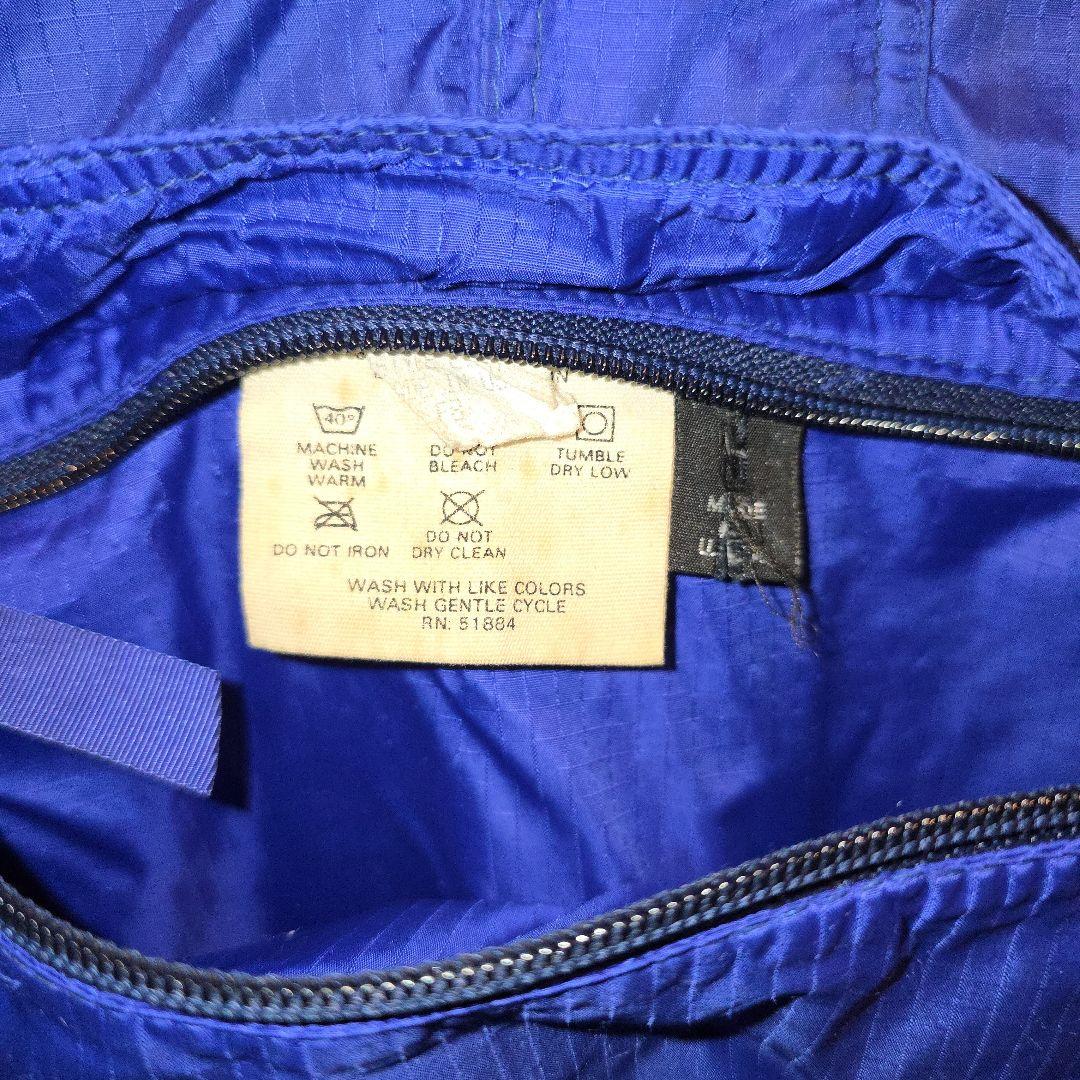 40°
MACHINE
WASH
WARM
DO NOT
BLEACH
TUMBLE
DRY LOW
DO NOT IRON
DO NOT
DRY CLEAN
WASH WITH LIKE COLORS
WASH GENTLE CYCLE
RN: 51884